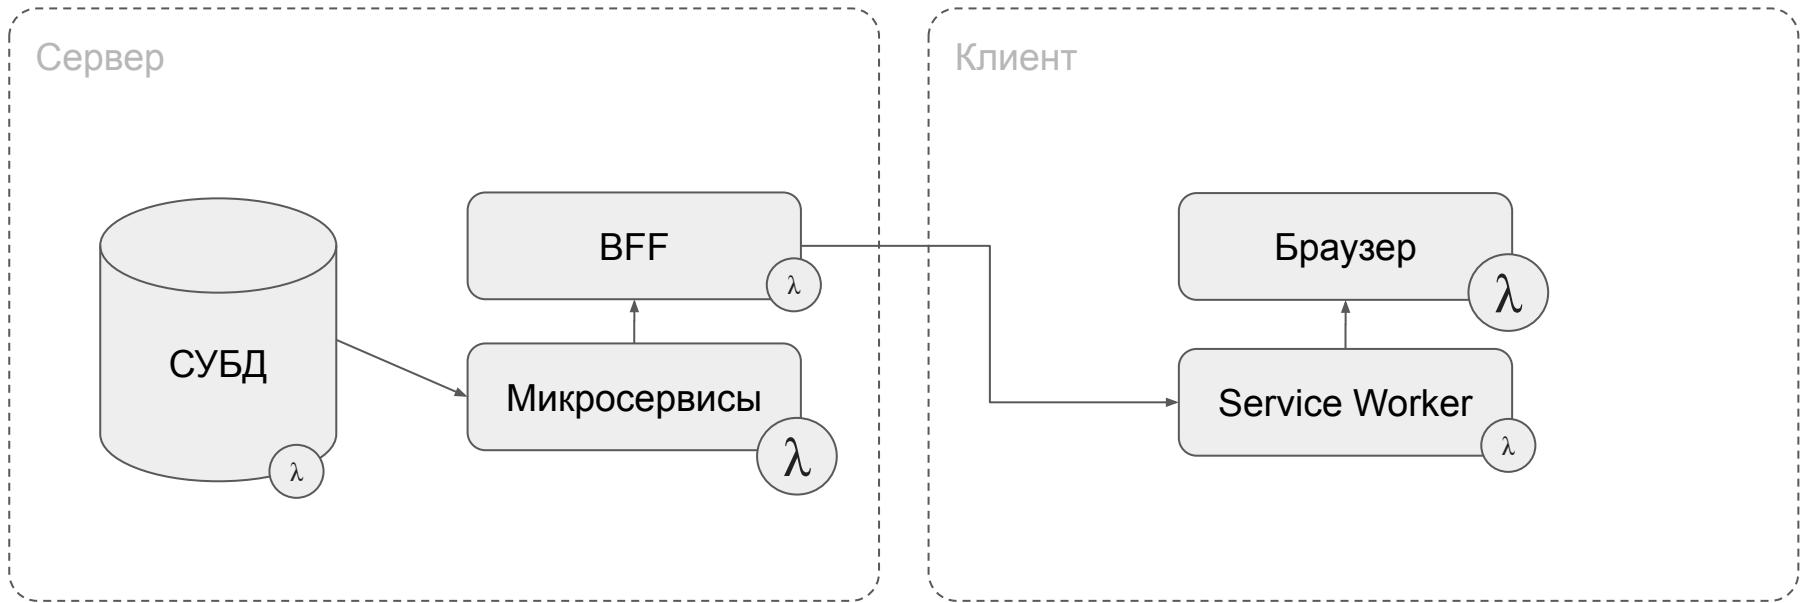 Сервер
Клиент
BFF
λ
Браузер
λ
СУБД
λ
Микросервисы
λ
Service Worker
λ